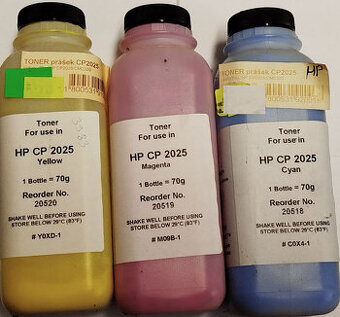 TONER prášek CP2025
Toner
For use in
HP CP 2025
Yellow
1 Bottle = 70g
Reorder No.
20520
SHAKE WELL BEFORE USING
STORE BELOW 29°C (83°F)
# Y0XD-1
Toner
For use in
HP CP 2025
Magenta
1 Bottle = 70g
Reorder No.
20519
SHAKE WELL BEFORE USING
STORE BELOW 29°C (83°F)
# M09B-1
TONER prášek CP2025
HP
Toner
For use in
HP CP 2025
Cyan
1 Bottle = 70g
Reorder No.
20518
SHAKE WELL BEFORE USING
STORE BELOW 29°C (83°F)
# C0X4-1